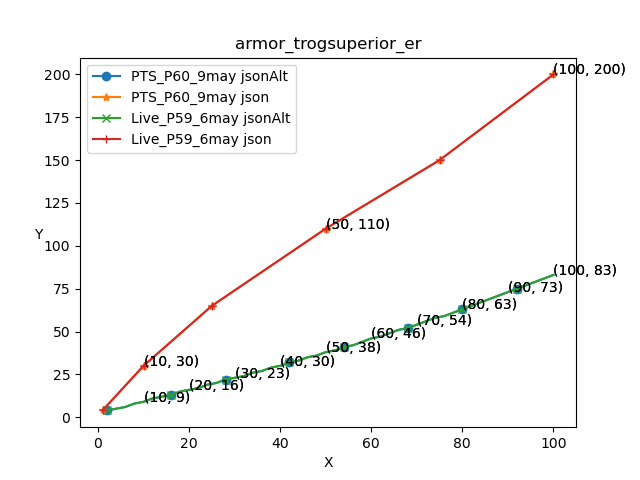 armor_trogsuperior_er
PTS_P60_9may jsonAlt
PTS_P60_9may json
Live_P59_6may jsonAlt
Live_P59_6may json
(100, 200)
(50, 110)
(10, 30)
(100, 83)
(90, 73)
(80, 63)
(70, 54)
(60, 46)
(50, 38)
(40, 30)
(30, 23)
(20, 16)
(10, 9)
Y
200
175
150
125
100
75
50
25
0
0 20 40 60 80 100
X